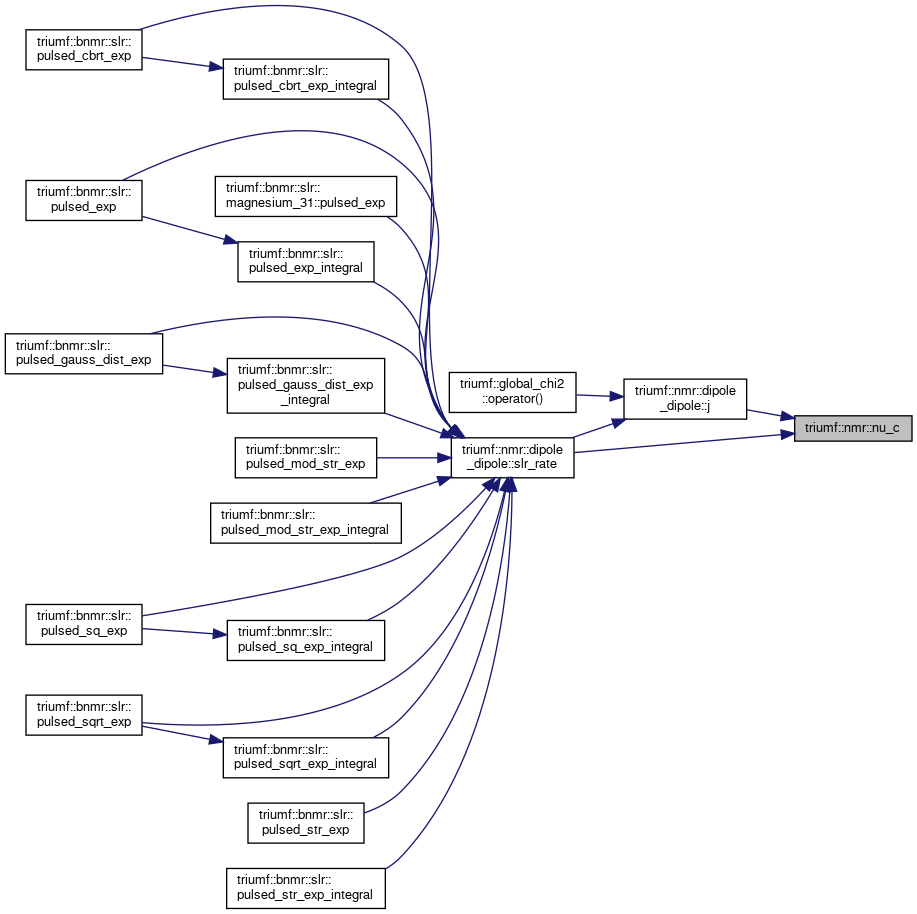 triumf::bnmr::slr::
pulsed_cbrt_exp
triumf::bnmr::slr::
pulsed_cbrt_exp_integral
triumf::bnmr::slr::
pulsed_exp
triumf::bnmr::slr::
magnesium_31::pulsed_exp
triumf::bnmr::slr::
pulsed_exp_integral
triumf::bnmr::slr::
pulsed_gauss_dist_exp
triumf::bnmr::slr::
pulsed_gauss_dist_exp
_integral
triumf::global_chi2
::operator()
triumf::nmr::dipole
_dipole::j
triumf::nmr::nu_c
triumf::nmr::dipole
_dipole::slr_rate
triumf::bnmr::slr::
pulsed_mod_str_exp
triumf::bnmr::slr::
pulsed_mod_str_exp_integral
triumf::bnmr::slr::
pulsed_sq_exp
triumf::bnmr::slr::
pulsed_sq_exp_integral
triumf::bnmr::slr::
pulsed_sqrt_exp
triumf::bnmr::slr::
pulsed_sqrt_exp_integral
triumf::bnmr::slr::
pulsed_str_exp
triumf::bnmr::slr::
pulsed_str_exp_integral